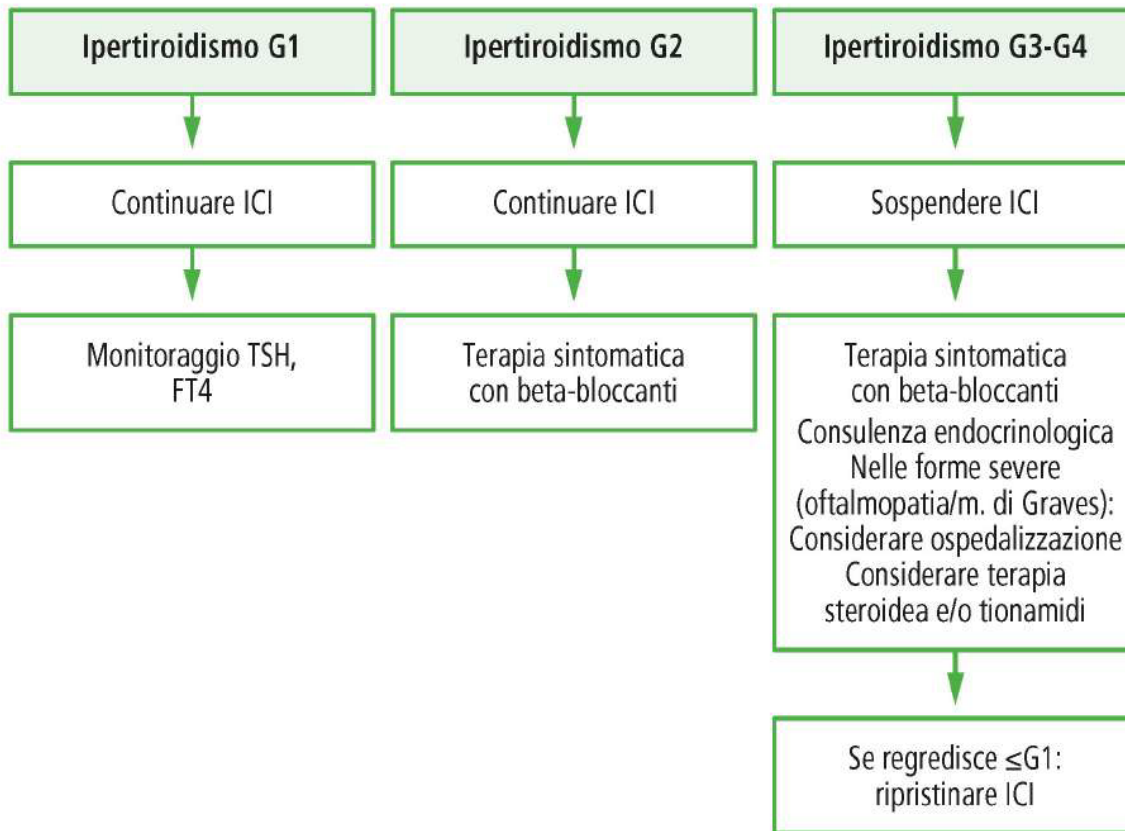 Ipertiroidismo G1
Ipertiroidismo G2
Ipertiroidismo G3-G4
Continuare ICI
Continuare ICI
Sospendere ICI
Monitoraggio TSH,
FT4
Terapia sintomatica
con beta-bloccanti
Terapia sintomatica
con beta-bloccanti
Consulenza endocrinologica
Nelle forme severe
(oftalmopatia/m. di Graves):
Considerare ospedalizzazione
Considerare terapia
steroidea e/o tionamidi
Se regredisce ≤G1:
ripristinare ICI